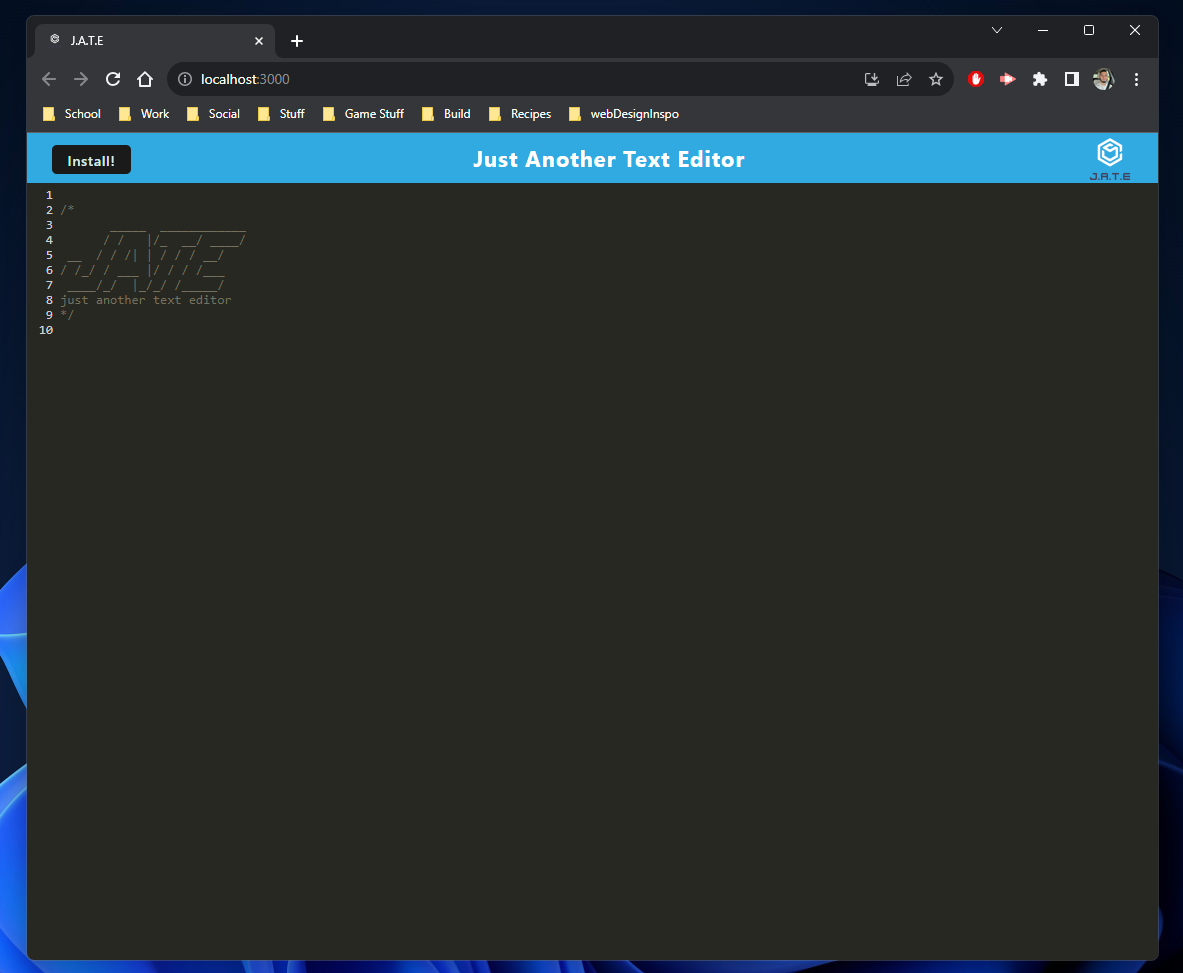 J.A.T.E
localhost:3000
School Work Social Stuff Game Stuff Build Recipes webDesignInspo
Install! Just Another Text Editor
J.A.T.E
1
2 /*
3        _____  ____________
4       / /   |/_  __/ ____/
5  __  / / /| | / / / __/
6 / /_/ / ___ |/ / / /___
7  ____/_/  |_/_/ /_____/
8 just another text editor
9 */
10